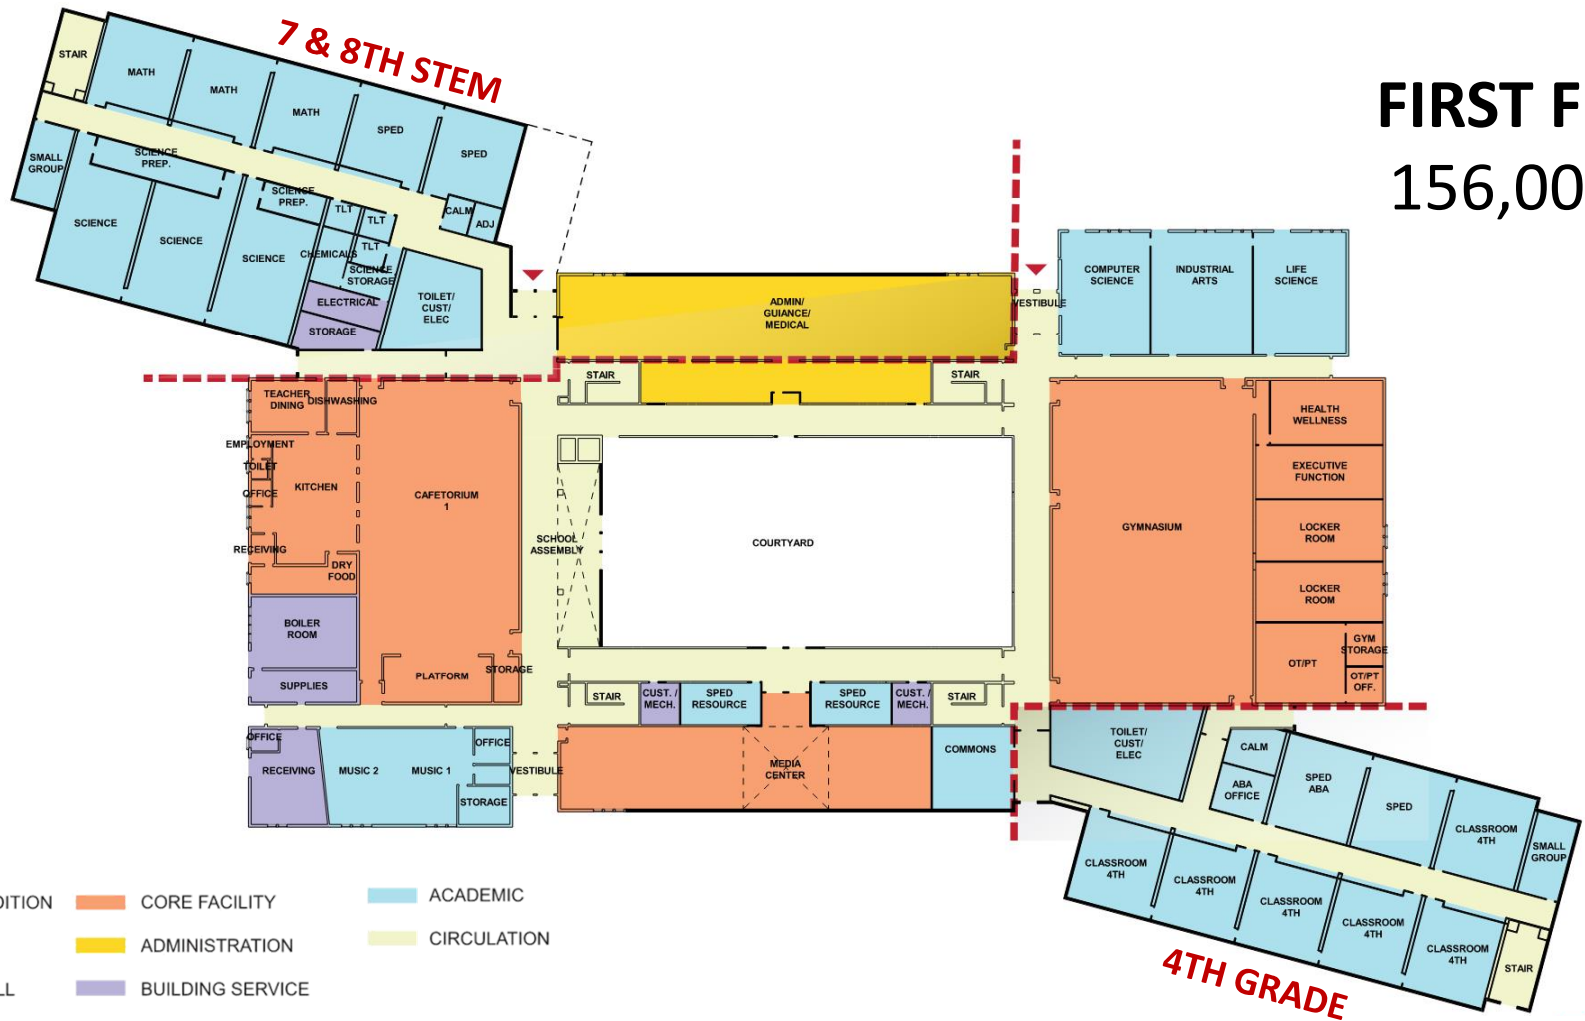 7 & 8TH STEM
FIRST F
156,00
STAIR
MATH
MATH
MATH
SPED
SPED
SMALL
GROUP
SCIENCE
PREP.
SCIENCE
PREP.
TLT
TLT
TLT
CALM
ADJ
SCIENCE
SCIENCE
SCIENCE
CHEMICALS
SCIENCE
STORAGE
ELECTRICAL
STORAGE
TOILET/
CUST/
ELEC
ADMIN/
GUIANCE/
MEDICAL
VESTIBULE
COMPUTER
SCIENCE
INDUSTRIAL
ARTS
LIFE
SCIENCE
STAIR
STAIR
TEACHER
DINING
DISHWASHING
EMPLOYMENT
TOILET
OFFICE
KITCHEN
RECEIVING
DRY
FOOD
CAFETORIUM
1
BOILER
ROOM
SUPPLIES
PLATFORM
STORAGE
SCHOOL
ASSEMBLY
COURTYARD
GYMNASIUM
HEALTH
WELLNESS
EXECUTIVE
FUNCTION
LOCKER
ROOM
LOCKER
ROOM
OT/PT
GYM
STORAGE
OT/PT
OFF.
STAIR
CUST. /
MECH.
SPED
RESOURCE
SPED
RESOURCE
CUST. /
MECH.
STAIR
OFFICE
RECEIVING
MUSIC 2
MUSIC 1
OFFICE
STORAGE
VESTIBULE
MEDIA
CENTER
COMMONS
TOILET/
CUST/
ELEC
CALM
ABA
OFFICE
SPED
ABA
SPED
CLASSROOM
4TH
SMALL
GROUP
CLASSROOM
4TH
CLASSROOM
4TH
CLASSROOM
4TH
CLASSROOM
4TH
CLASSROOM
4TH
STAIR
4TH GRADE
DITION
CORE FACILITY
ACADEMIC
ADMINISTRATION
CIRCULATION
LL
BUILDING SERVICE